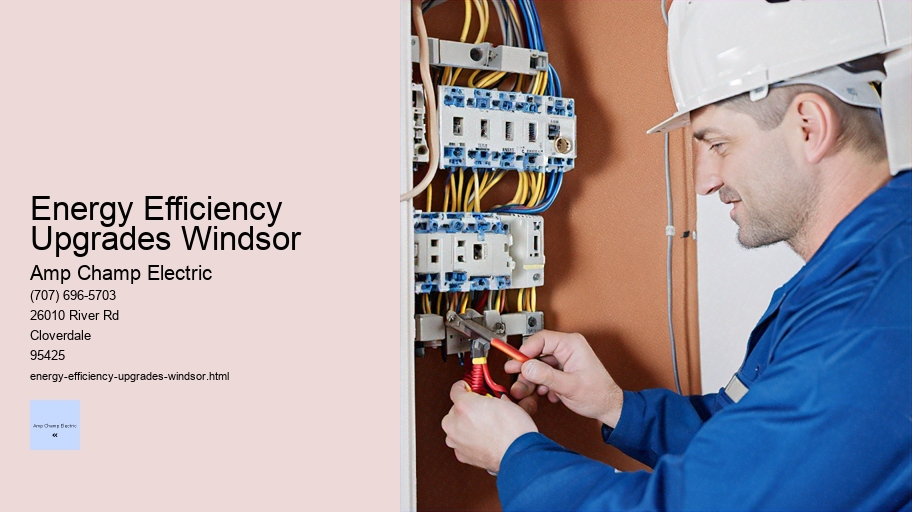 Energy Efficiency
Upgrades Windsor
Amp Champ Electric
(707) 696-5703
26010 River Rd
Cloverdale
95425
energy-efficiency-upgrades-windsor.html
Amp Champ Electric
«